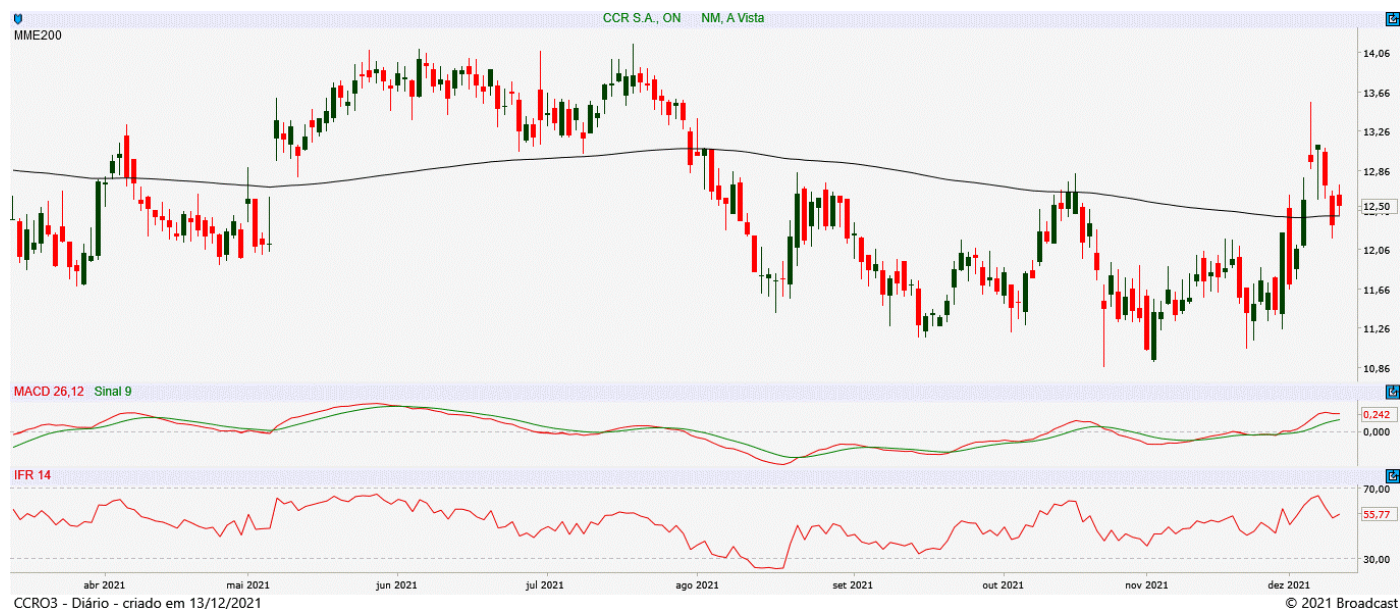 CCR S.A., ON NM, A Vista
MME200
14,06
13,66
13,26
12,86
12,50
12,06
11,66
11,26
10,86
MACD 26,12 Sinal 9
0,242
0,000
IFR 14
70,00
55,77
30,00
abr 2021 mai 2021 jun 2021 jul 2021 ago 2021 set 2021 out 2021 nov 2021 dez 2021
CCRO3 - Diário - criado em 13/12/2021 © 2021 Broadcast